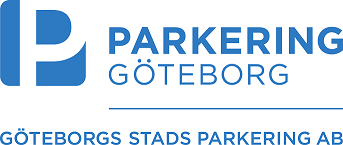 P
PARKERING
GÖTEBORG
GÖTEBORGS STADS PARKERING AB